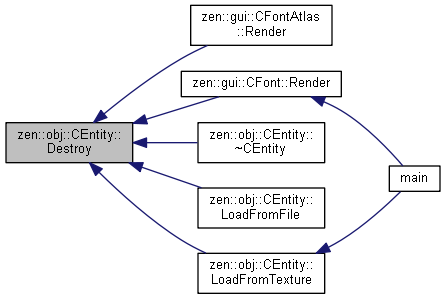 zen::gui::CFontAtlas
::Render
zen::gui::CFont::Render
zen::obj::CEntity::
Destroy
zen::obj::CEntity::
~CEntity
main
zen::obj::CEntity::
LoadFromFile
zen::obj::CEntity::
LoadFromTexture